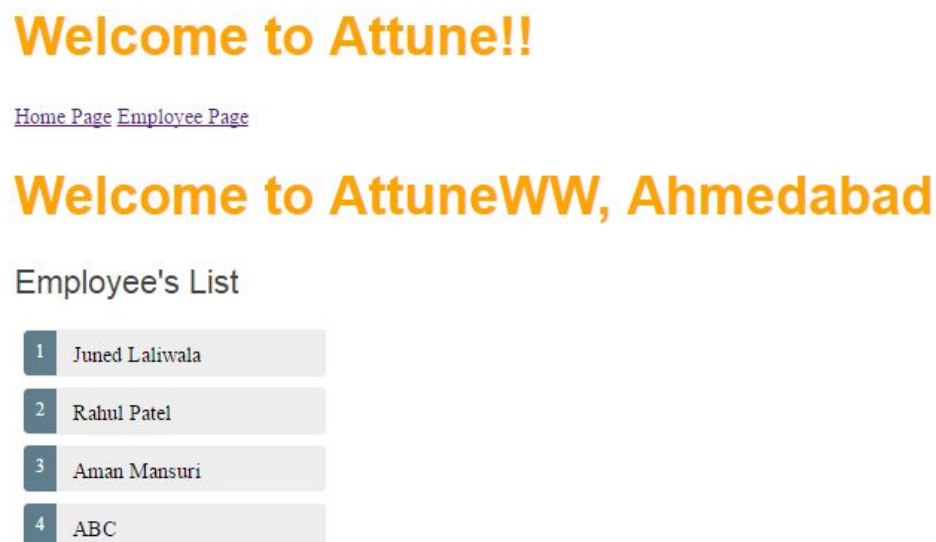 Welcome to Attune!!
Home Page Employee Page
Welcome to AttuneWW, Ahmedabad
Employee's List
1 Juned Laliwala
2 Rahul Patel
3 Aman Mansuri
4 ABC